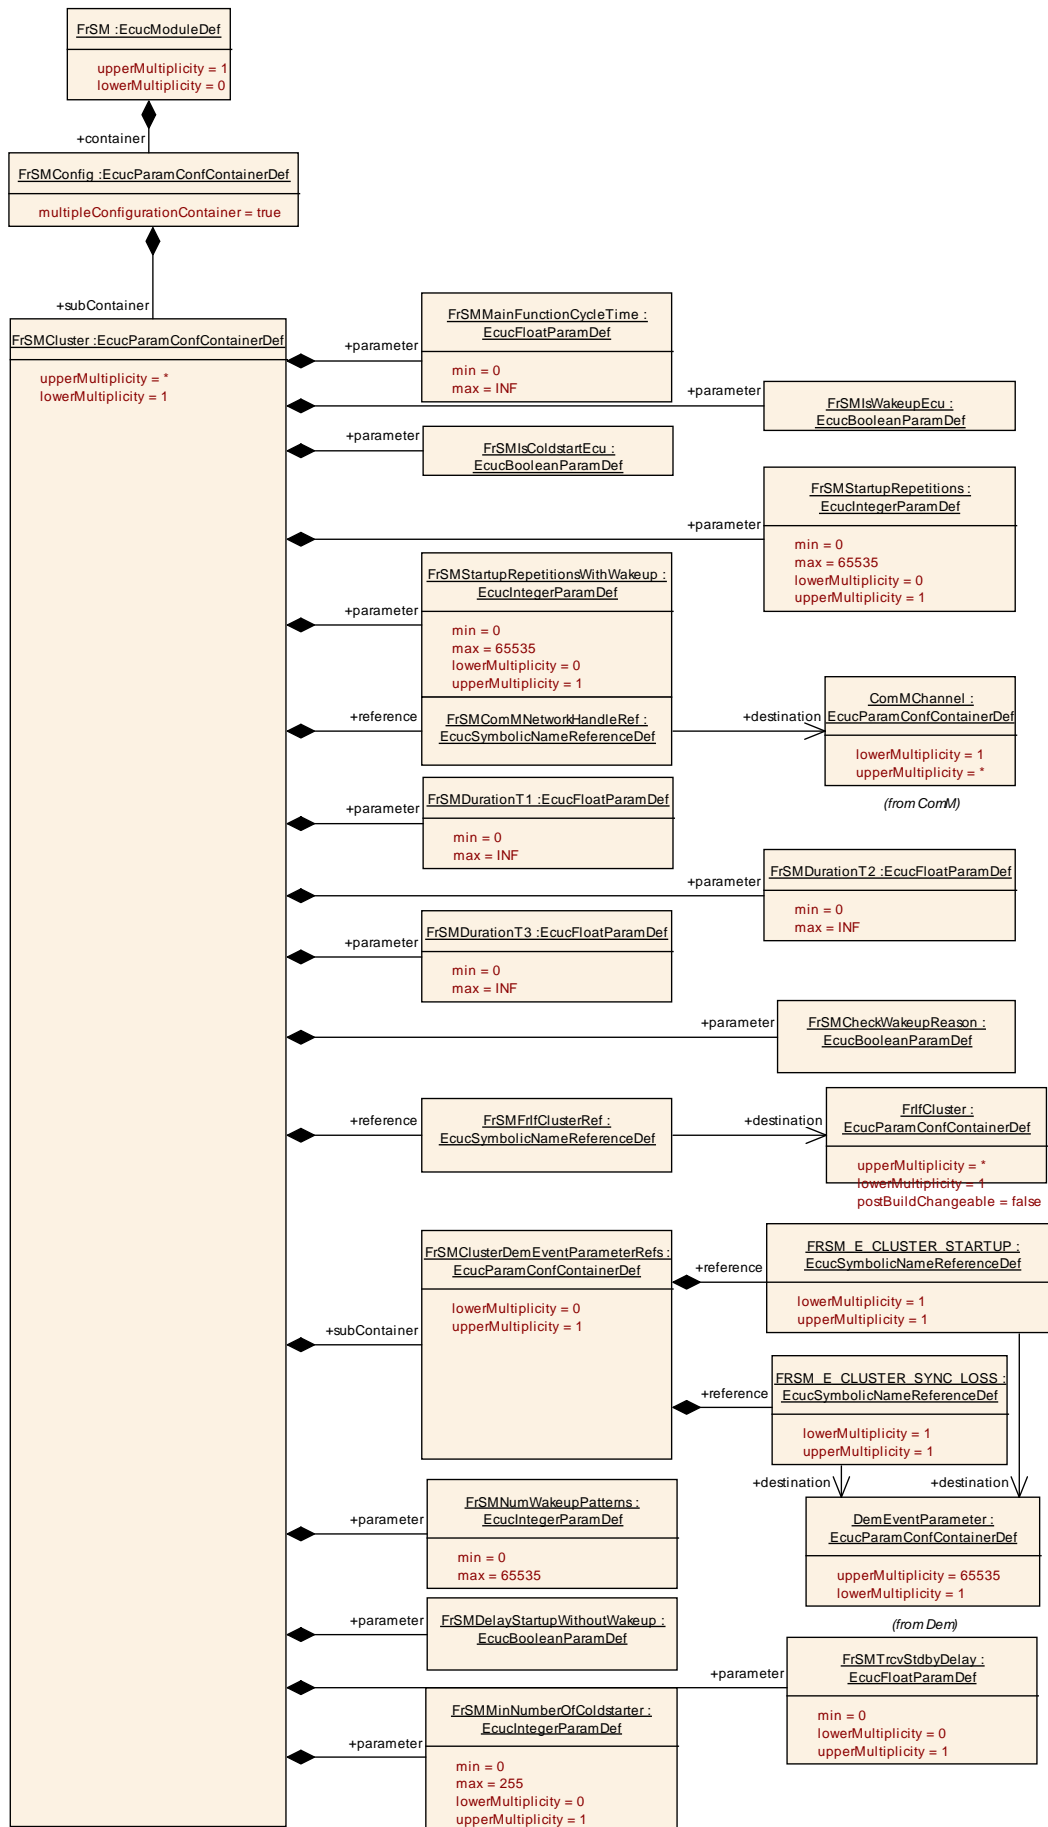 FrSM :EcucModuleDef
upperMultiplicity = 1
lowerMultiplicity = 0
+container
FrSMConfig :EcucParamConfContainerDef
multipleConfigurationContainer = true
+subContainer
FrSMCluster :EcucParamConfContainerDef
upperMultiplicity = *
lowerMultiplicity = 1
+parameter
FrSMMainFunctionCycleTime :
EcucFloatParamDef
min = 0
max = INF
+parameter
FrSMIsWakeupEcu :
EcucBooleanParamDef
+parameter
FrSMIsColdstartEcu :
EcucBooleanParamDef
+parameter
FrSMStartupRepetitions :
EcucIntegerParamDef
min = 0
max = 65535
lowerMultiplicity = 0
upperMultiplicity = 1
+parameter
FrSMStartupRepetitionsWithWakeup :
EcucIntegerParamDef
min = 0
max = 65535
lowerMultiplicity = 0
upperMultiplicity = 1
+reference
FrSMComMNetworkHandleRef :
EcucSymbolicNameReferenceDef
+destination
ComMChannel :
EcucParamConfContainerDef
lowerMultiplicity = 1
upperMultiplicity = *
(from ComM)
+parameter
FrSMDurationT1 :EcucFloatParamDef
min = 0
max = INF
+parameter
FrSMDurationT2 :EcucFloatParamDef
min = 0
max = INF
+parameter
FrSMDurationT3 :EcucFloatParamDef
min = 0
max = INF
+parameter
FrSMCheckWakeupReason :
EcucBooleanParamDef
+reference
FrSMFrIfClusterRef :
EcucSymbolicNameReferenceDef
+destination
FrIfCluster :
EcucParamConfContainerDef
upperMultiplicity = *
lowerMultiplicity = 1
postBuildChangeable = false
+subContainer
FrSMClusterDemEventParameterRefs :
EcucParamConfContainerDef
lowerMultiplicity = 0
upperMultiplicity = 1
+reference
FRSM_E_CLUSTER_STARTUP :
EcucSymbolicNameReferenceDef
lowerMultiplicity = 1
upperMultiplicity = 1
+reference
FRSM_E_CLUSTER_SYNC_LOSS :
EcucSymbolicNameReferenceDef
lowerMultiplicity = 1
upperMultiplicity = 1
+destination
+destination
DemEventParameter :
EcucParamConfContainerDef
upperMultiplicity = 65535
lowerMultiplicity = 1
(from Dem)
+parameter
FrSMNumWakeupPatterns :
EcucIntegerParamDef
min = 0
max = 65535
+parameter
FrSMDelayStartupWithoutWakeup :
EcucBooleanParamDef
+parameter
FrSMTrcvStdbyDelay :
EcucFloatParamDef
min = 0
lowerMultiplicity = 0
upperMultiplicity = 1
+parameter
FrSMMinNumberOfColdstarter :
EcucIntegerParamDef
min = 0
max = 255
lowerMultiplicity = 0
upperMultiplicity = 1